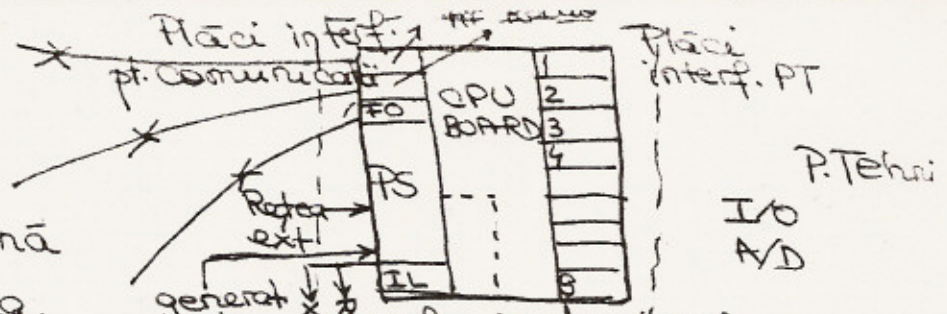 Plăci interf.
pt. comunicații
FO
PS
Rețea
ext
generat
IL
CPU
BOARD
1
2
3
4
8
Plăci
interf. PT
P. Tehn
I/O
A/D
nă